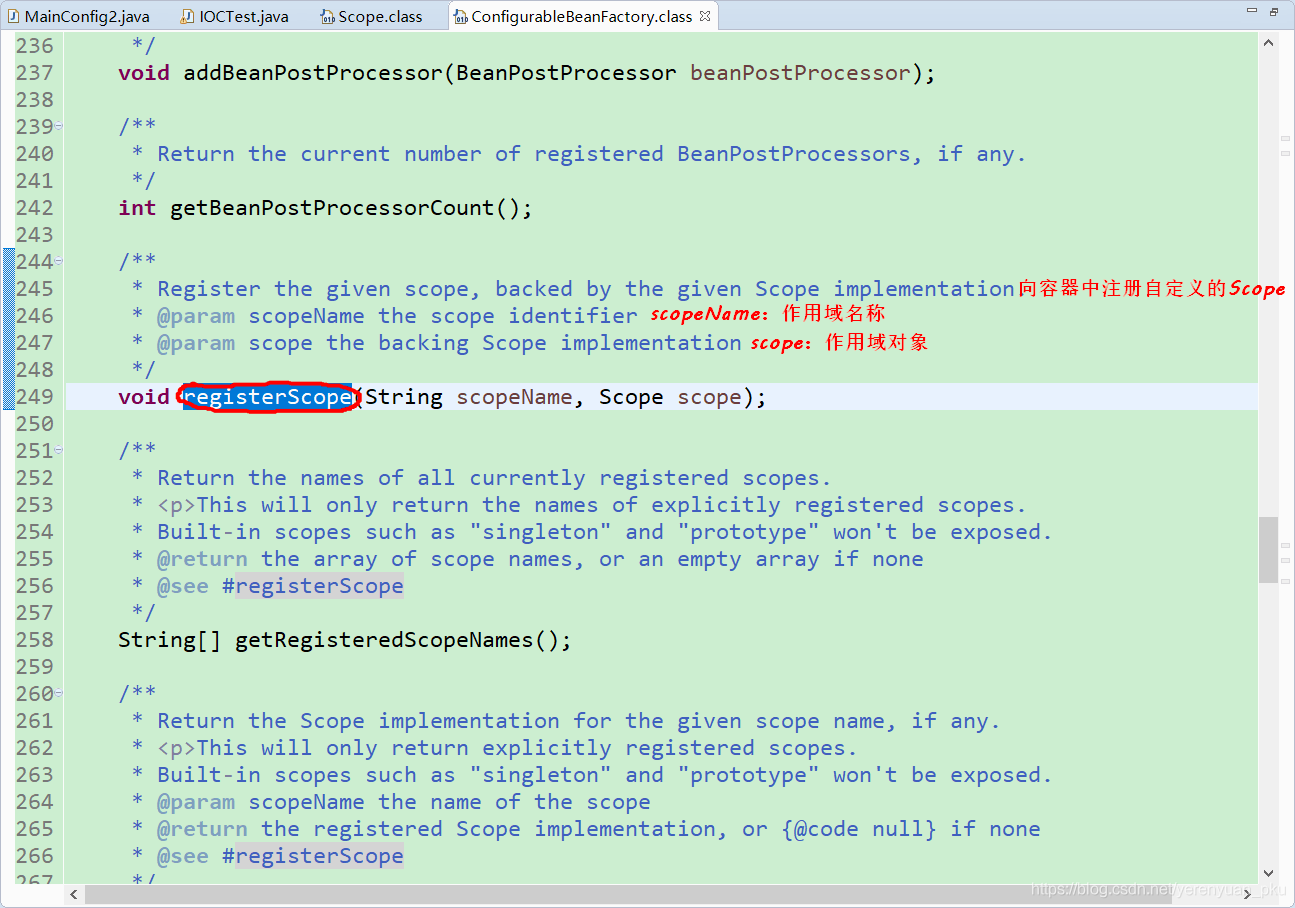 MainConfig2.java IOCTest.java Scope.class ConfigurableBeanFactory.class
236 */
237 void addBeanPostProcessor(BeanPostProcessor beanPostProcessor);
238
239 /**
240 * Return the current number of registered BeanPostProcessors, if any.
241 */
242 int getBeanPostProcessorCount();
243
244 /**
245 * Register the given scope, backed by the given Scope implementation 向容器中注册自定义的Scope
246 * @param scopeName the scope identifier scopeName：作用域名称
247 * @param scope the backing Scope implementation scope：作用域对象
248 */
249 void registerScope(String scopeName, Scope scope);
250
251 /**
252 * Return the names of all currently registered scopes.
253 * <p>This will only return the names of explicitly registered scopes.
254 * Built-in scopes such as "singleton" and "prototype" won't be exposed.
255 * @return the array of scope names, or an empty array if none
256 * @see #registerScope
257 */
258 String[] getRegisteredScopeNames();
259
260 /**
261 * Return the Scope implementation for the given scope name, if any.
262 * <p>This will only return explicitly registered scopes.
263 * Built-in scopes such as "singleton" and "prototype" won't be exposed.
264 * @param scopeName the name of the scope
265 * @return the registered Scope implementation, or {@code null} if none
266 * @see #registerScope
267 */
https://blog.csdn.net/yerenyuan_pku